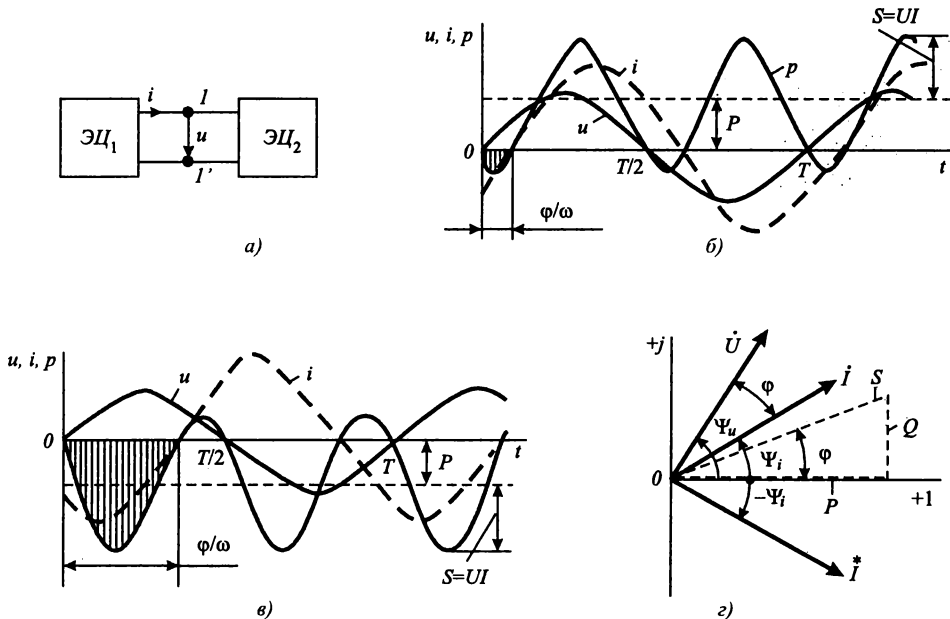 ЭЦ₁
i
1
u
1'
ЭЦ₂
а)
u, i, p
S=UI
i
p
u
P
0
T/2
T
t
φ/ω
б)
u, i, p
u
i
0
T/2
T
P
t
φ/ω
S=UI
в)
+j
U̇
İ
φ
S
Ψᵤ
Ψᵢ
φ
Q
0
-Ψᵢ
P
+1
I*
г)